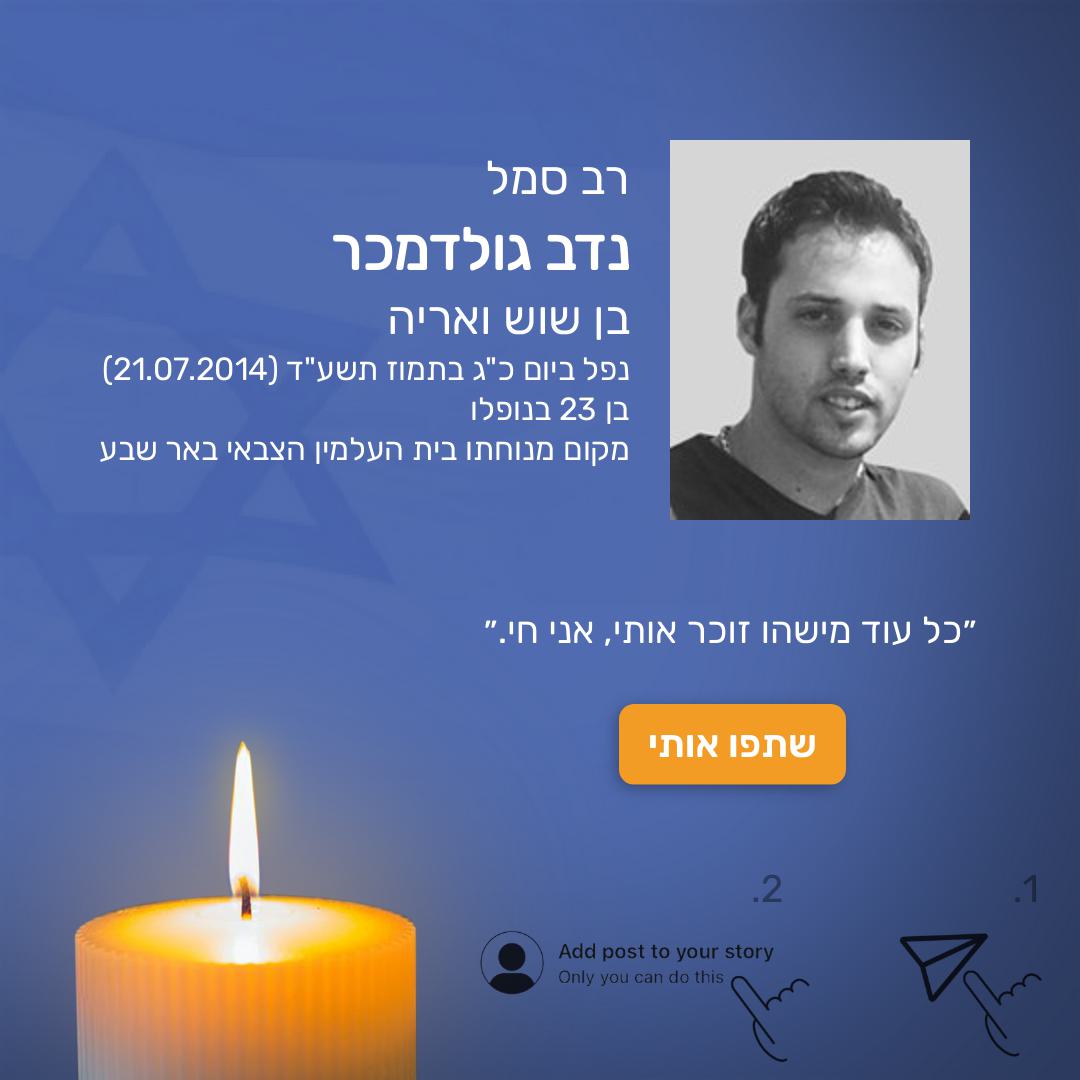 רב סמל
נדב גולדמכר
בן שוש ואריה
נפל ביום כ"ג בתמוז תשע"ד (21.07.2014)
בן 23 בנופלו
מקום מנוחתו בית העלמין הצבאי באר שבע
״כל עוד מישהו זוכר אותי, אני חי.״
שתפו אותי
1.
2.
Add post to your story
Only you can do this